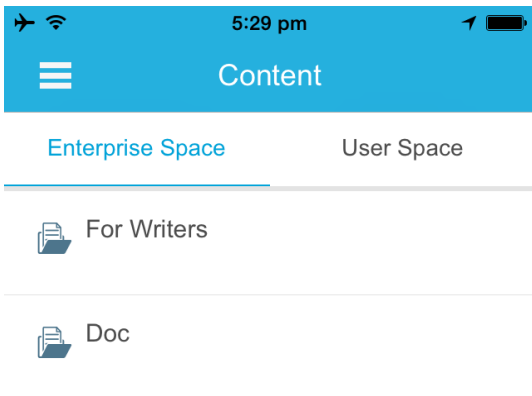 5:29 pm
Content
Enterprise Space User Space
For Writers
Doc